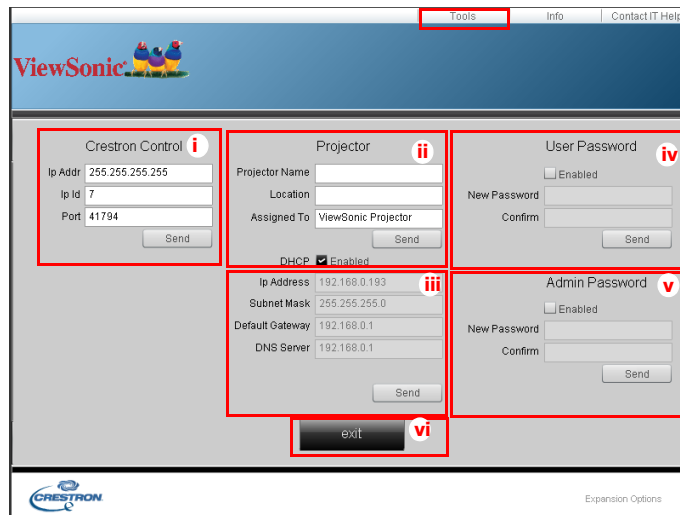 Tools Info Contact IT Help
ViewSonic
Crestron Control i
Ip Addr 255.255.255.255
Ip Id 7
Port 41794
Send
Projector ii
Projector Name
Location
Assigned To ViewSonic Projector
Send
DHCP Enabled
iii
Ip Address 192.168.0.193
Subnet Mask 255.255.255.0
Default Gateway 192.168.0.1
DNS Server 192.168.0.1
Send
User Password iv
Enabled
New Password
Confirm
Send
Admin Password v
Enabled
New Password
Confirm
Send
exit vi
CRESTRON
Expansion Options